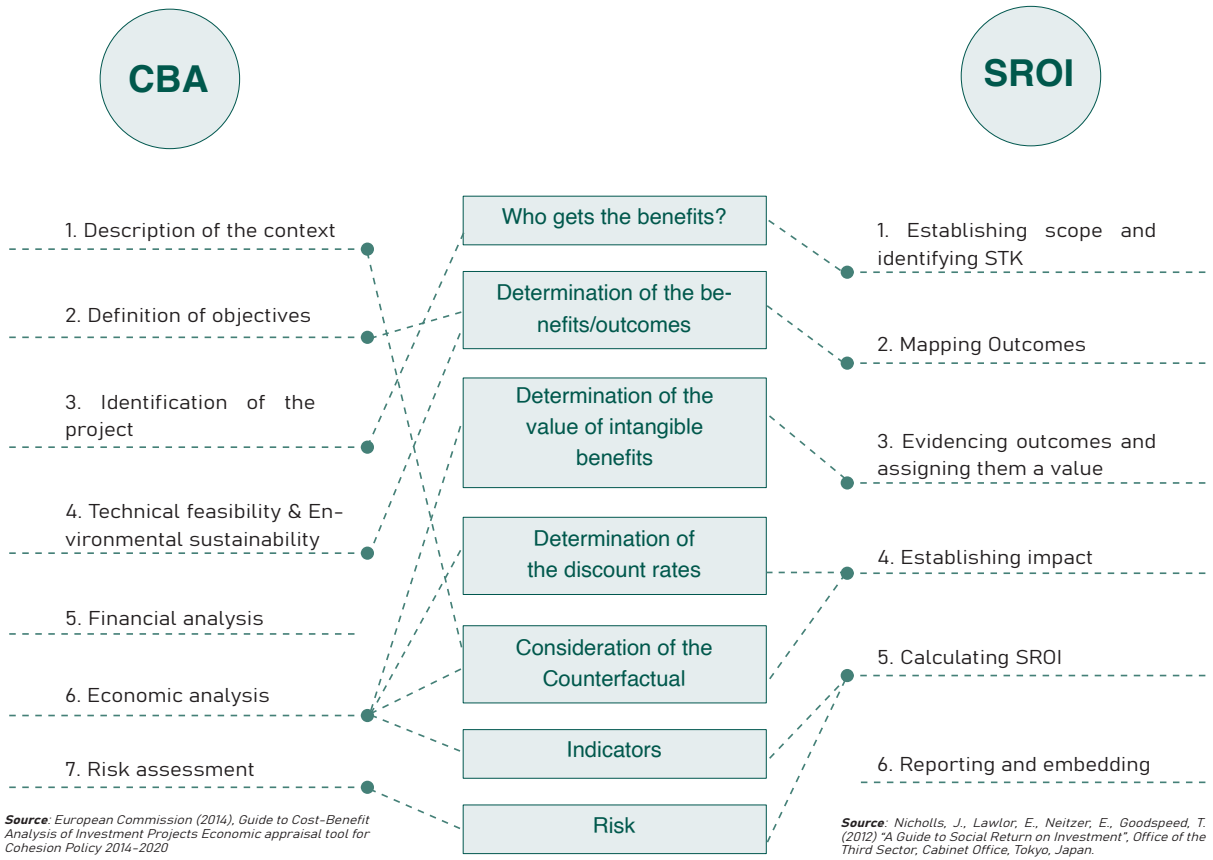 CBA
SROI
1. Description of the context
2. Definition of objectives
3. Identification of the
project
4. Technical feasibility & En-
vironmental sustainability
5. Financial analysis
6. Economic analysis
7. Risk assessment
Source: European Commission (2014), Guide to Cost-Benefit
Analysis of Investment Projects Economic appraisal tool for
Cohesion Policy 2014-2020
Who gets the benefits?
Determination of the be-
nefits/outcomes
Determination of the
value of intangible
benefits
Determination of
the discount rates
Consideration of the
Counterfactual
Indicators
Risk
1. Establishing scope and
identifying STK
2. Mapping Outcomes
3. Evidencing outcomes and
assigning them a value
4. Establishing impact
5. Calculating SROI
6. Reporting and embedding
Source: Nicholls, J., Lawlor, E., Neitzer, E., Goodspeed, T.
(2012) “A Guide to Social Return on Investment”, Office of the
Third Sector, Cabinet Office, Tokyo, Japan.